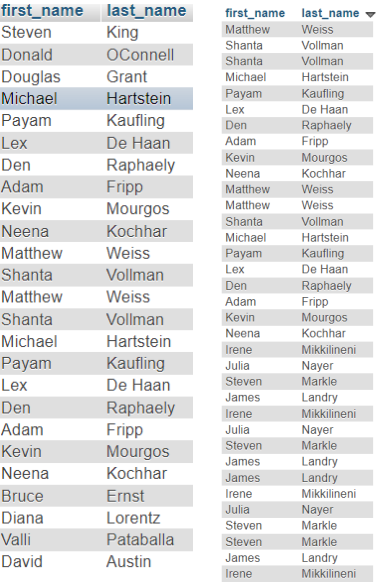 first_name last_name
Steven King
Donald OConnell
Douglas Grant
Michael Hartstein
Payam Kaufling
Lex De Haan
Den Raphaely
Adam Fripp
Kevin Mourgos
Neena Kochhar
Matthew Weiss
Shanta Vollman
Matthew Weiss
Shanta Vollman
Michael Hartstein
Payam Kaufling
Lex De Haan
Den Raphaely
Adam Fripp
Kevin Mourgos
Neena Kochhar
Bruce Ernst
Diana Lorentz
Valli Pataballa
David Austin
first_name last_name
Matthew Weiss
Shanta Vollman
Shanta Vollman
Michael Hartstein
Payam Kaufling
Lex De Haan
Den Raphaely
Adam Fripp
Kevin Mourgos
Neena Kochhar
Matthew Weiss
Matthew Weiss
Shanta Vollman
Michael Hartstein
Payam Kaufling
Lex De Haan
Den Raphaely
Adam Fripp
Kevin Mourgos
Neena Kochhar
Irene Mikkilineni
Julia Nayer
Steven Markle
James Landry
Irene Mikkilineni
Julia Nayer
Steven Markle
James Landry
James Landry
Irene Mikkilineni
Julia Nayer
Steven Markle
Steven Markle
James Landry
Irene Mikkilineni